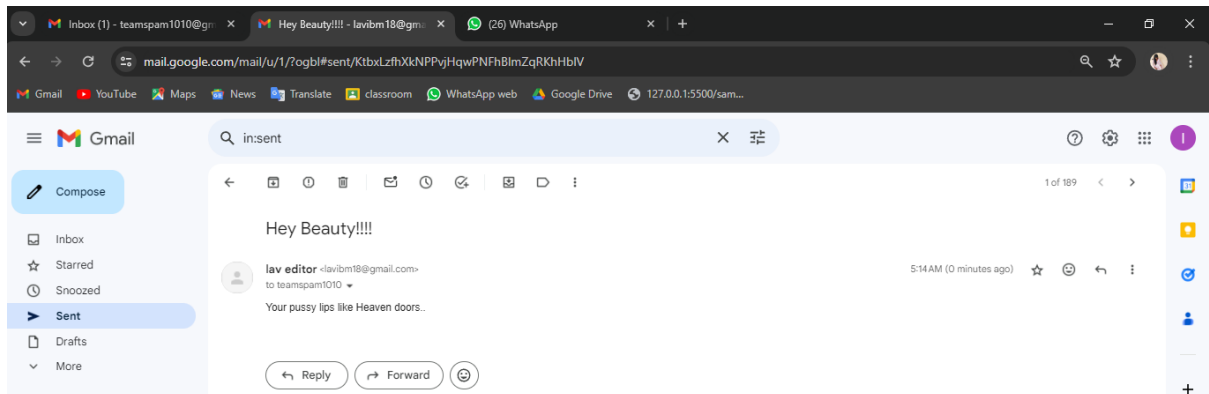 Inbox (1) - teamspam1010@gm
Hey Beauty!!!! - lavibm18@gma
(26) WhatsApp
mail.google.com/mail/u/1/?ogbl#sent/KtbxLzfhXkNPPvjHqwPNFhBlmZqRKhHblV
Gmail YouTube Maps News Translate classroom WhatsApp web Google Drive 127.0.0.1:5500/sam...
Gmail
in:sent
Compose
1 of 189
Inbox
Starred
Snoozed
Sent
Drafts
More
Hey Beauty!!!!
lav editor <lavibm18@gmail.com>
5:14 AM (0 minutes ago)
to teamspam1010
Your pussy lips like Heaven doors..
Reply
Forward
I
31